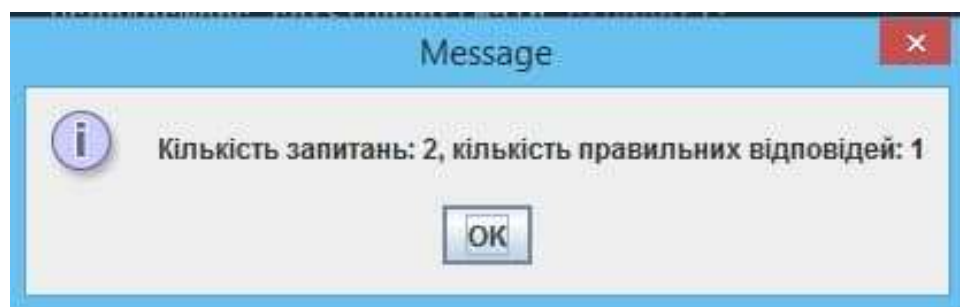 Message
Кількість запитань: 2, кількість правильних відповідей: 1
OK